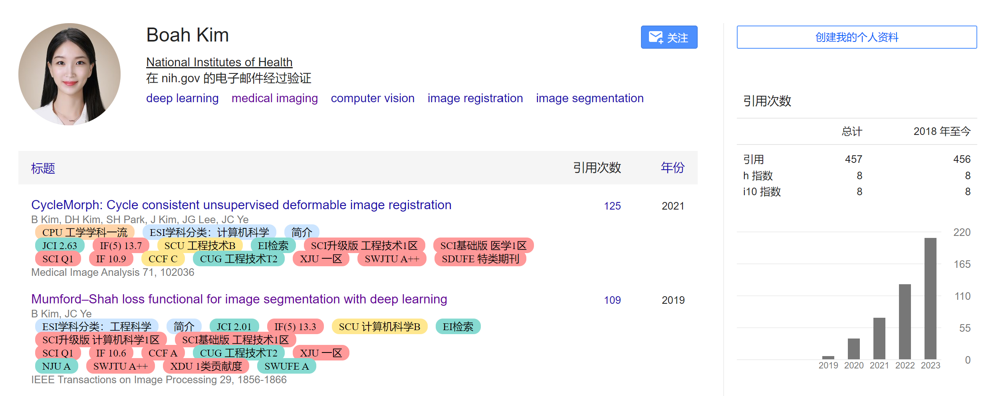 Boah Kim
关注
National Institutes of Health
在 nih.gov 的电子邮件经过验证
deep learning medical imaging computer vision image registration image segmentation
标题 引用次数 年份
CycleMorph: Cycle consistent unsupervised deformable image registration 125 2021
B Kim, DH Kim, SH Park, J Kim, JG Lee, JC Ye
CPU 工学学科一流 ESI学科分类：计算机科学 简介
JCI 2.63 IF(5) 13.7 SCU 工程技术B EI检索 SCI升级版 工程技术1区 SCI基础版 医学1区
SCI Q1 IF 10.9 CCF C CUG 工程技术T2 XJU 一区 SWJTU A++ SDUFE 特类期刊
Medical Image Analysis 71, 102036
Mumford–Shah loss functional for image segmentation with deep learning 109 2019
B Kim, JC Ye
ESI学科分类：工程科学 简介 JCI 2.01 IF(5) 13.3 SCU 计算机科学B EI检索
SCI升级版 计算机科学1区 SCI基础版 工程技术1区
SCI Q1 IF 10.6 CCF A CUG 工程技术T2 XJU 一区
NJU A SWJTU A++ XDU 1类贡献度 SWUFE A
IEEE Transactions on Image Processing 29, 1856-1866
创建我的个人资料
引用次数
总计 2018 年至今
引用 457 456
h 指数 8 8
i10 指数 8 8
220
165
110
55
0
2019 2020 2021 2022 2023